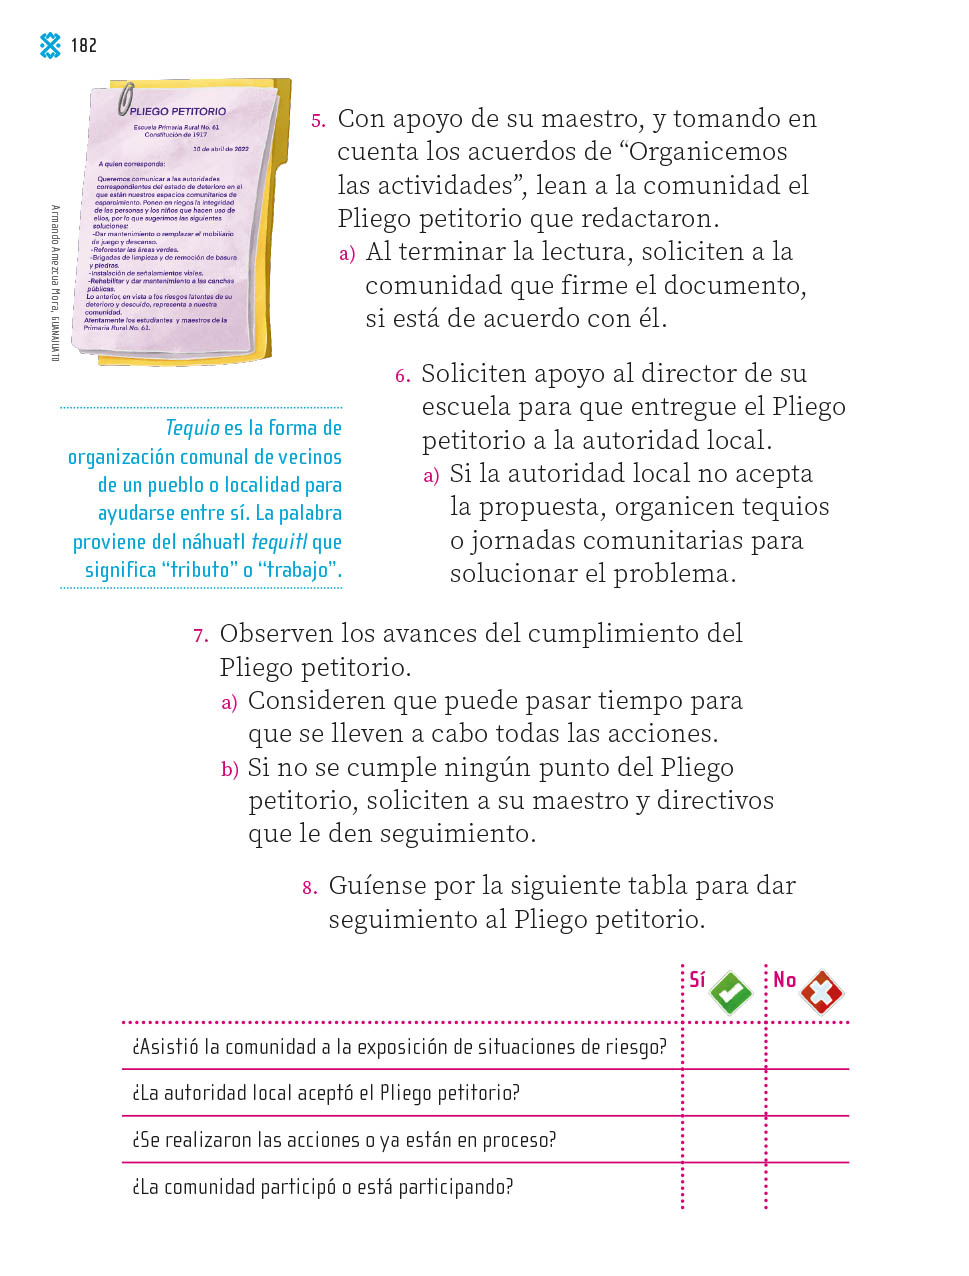 182
PLIEGO PETITORIO
Escuela Primaria Rural No. 61
Constitución de 1917
10 de abril de 2022
A quien corresponda:
Queremos comunicar a las autoridades
correspondientes del estado de deterioro en el
que están nuestros espacios comunitarios de
esparcimiento. Ponen en riesgo la integridad
de las personas y los niños que hacen uso de
ellos, por lo que sugerimos las siguientes
soluciones:
-Dar mantenimiento o remplazar el mobiliario
de juego y descanso.
-Reforestar las áreas verdes.
-Brigadas de limpieza y de remoción de basura
y piedras.
-Instalación de señalamientos viales.
-Rehabilitar y dar mantenimiento a las canchas
públicas.
Lo anterior, en vista a los riesgos latentes de su
deterioro y descuido, representa a nuestra
comunidad.
Atentamente los estudiantes y maestros de la
Primaria Rural No. 61.
Armando Amezcua Mora, GUANAJUATO
5. Con apoyo de su maestro, y tomando en
cuenta los acuerdos de “Organicemos
las actividades”, lean a la comunidad el
Pliego petitorio que redactaron.
a) Al terminar la lectura, soliciten a la
comunidad que firme el documento,
si está de acuerdo con él.
6. Soliciten apoyo al director de su
escuela para que entregue el Pliego
petitorio a la autoridad local.
a) Si la autoridad local no acepta
la propuesta, organicen tequios
o jornadas comunitarias para
solucionar el problema.
Tequio es la forma de
organización comunal de vecinos
de un pueblo o localidad para
ayudarse entre sí. La palabra
proviene del náhuatl tequitl que
significa “tributo” o “trabajo”.
7. Observen los avances del cumplimiento del
Pliego petitorio.
a) Consideren que puede pasar tiempo para
que se lleven a cabo todas las acciones.
b) Si no se cumple ningún punto del Pliego
petitorio, soliciten a su maestro y directivos
que le den seguimiento.
8. Guíense por la siguiente tabla para dar
seguimiento al Pliego petitorio.
Sí No
¿Asistió la comunidad a la exposición de situaciones de riesgo?
¿La autoridad local aceptó el Pliego petitorio?
¿Se realizaron las acciones o ya están en proceso?
¿La comunidad participó o está participando?